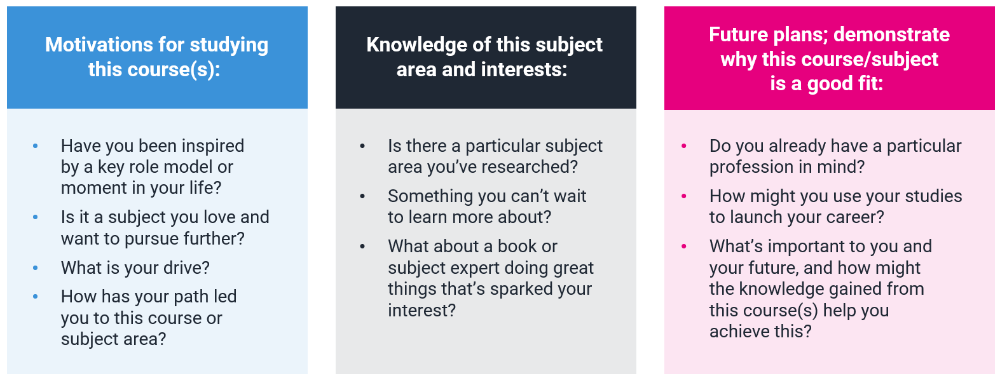 Motivations for studying
this course(s):
• Have you been inspired
by a key role model or
moment in your life?
• Is it a subject you love and
want to pursue further?
• What is your drive?
• How has your path led
you to this course or
subject area?
Knowledge of this subject
area and interests:
• Is there a particular subject
area you’ve researched?
• Something you can’t wait
to learn more about?
• What about a book or
subject expert doing great
things that’s sparked your
interest?
Future plans; demonstrate
why this course/subject
is a good fit:
• Do you already have a particular
profession in mind?
• How might you use your studies
to launch your career?
• What’s important to you and
your future, and how might
the knowledge gained from
this course(s) help you
achieve this?